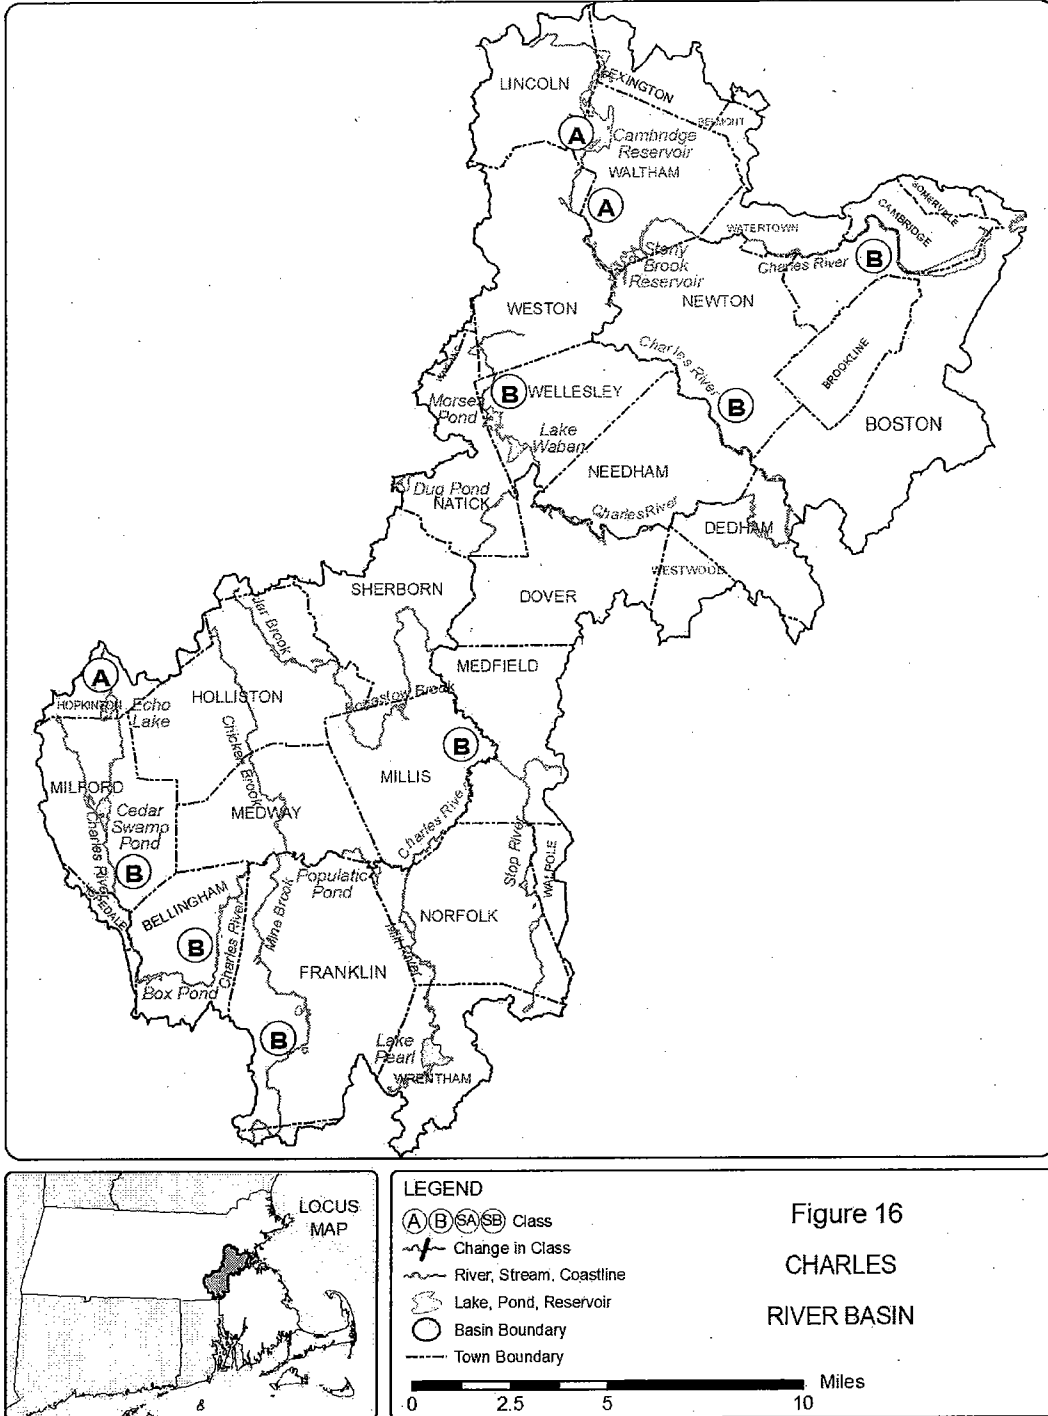 LINCOLN
LEXINGTON
BELMONT
A
Cambridge
Reservoir
WALTHAM
A
SOMERVILLE
CAMBRIDGE
WATERTOWN
Charles River
B
Stony
Brook
Reservoir
NEWTON
WESTON
Charles River
BROOKLINE
B
WELLESLEY
Morses
Pond
B
BOSTON
Lake
Waban
NEEDHAM
Dug Pond
NATICK
Charles River
DEDHAM
WESTWOOD
SHERBORN
DOVER
MEDFIELD
A
HOPKINTON
Echo
Lake
HOLLISTON
Bogastow Brook
Chicken Brook
B
MILLIS
MILFORD
Cedar
Swamp
Pond
MEDWAY
Charles River
Charles River
B
Stop River
WALPOLE
HOPEDALE
BELLINGHAM
Populatic
Pond
Mine Brook
NORFOLK
B
Charles River
Mill River
Box Pond
FRANKLIN
B
Lake
Pearl
WRENTHAM
LOCUS
MAP
LEGEND
A B SA SB Class
Change in Class
River, Stream, Coastline
Lake, Pond, Reservoir
Basin Boundary
Town Boundary
0 2.5 5 10 Miles
Figure 16
CHARLES
RIVER BASIN